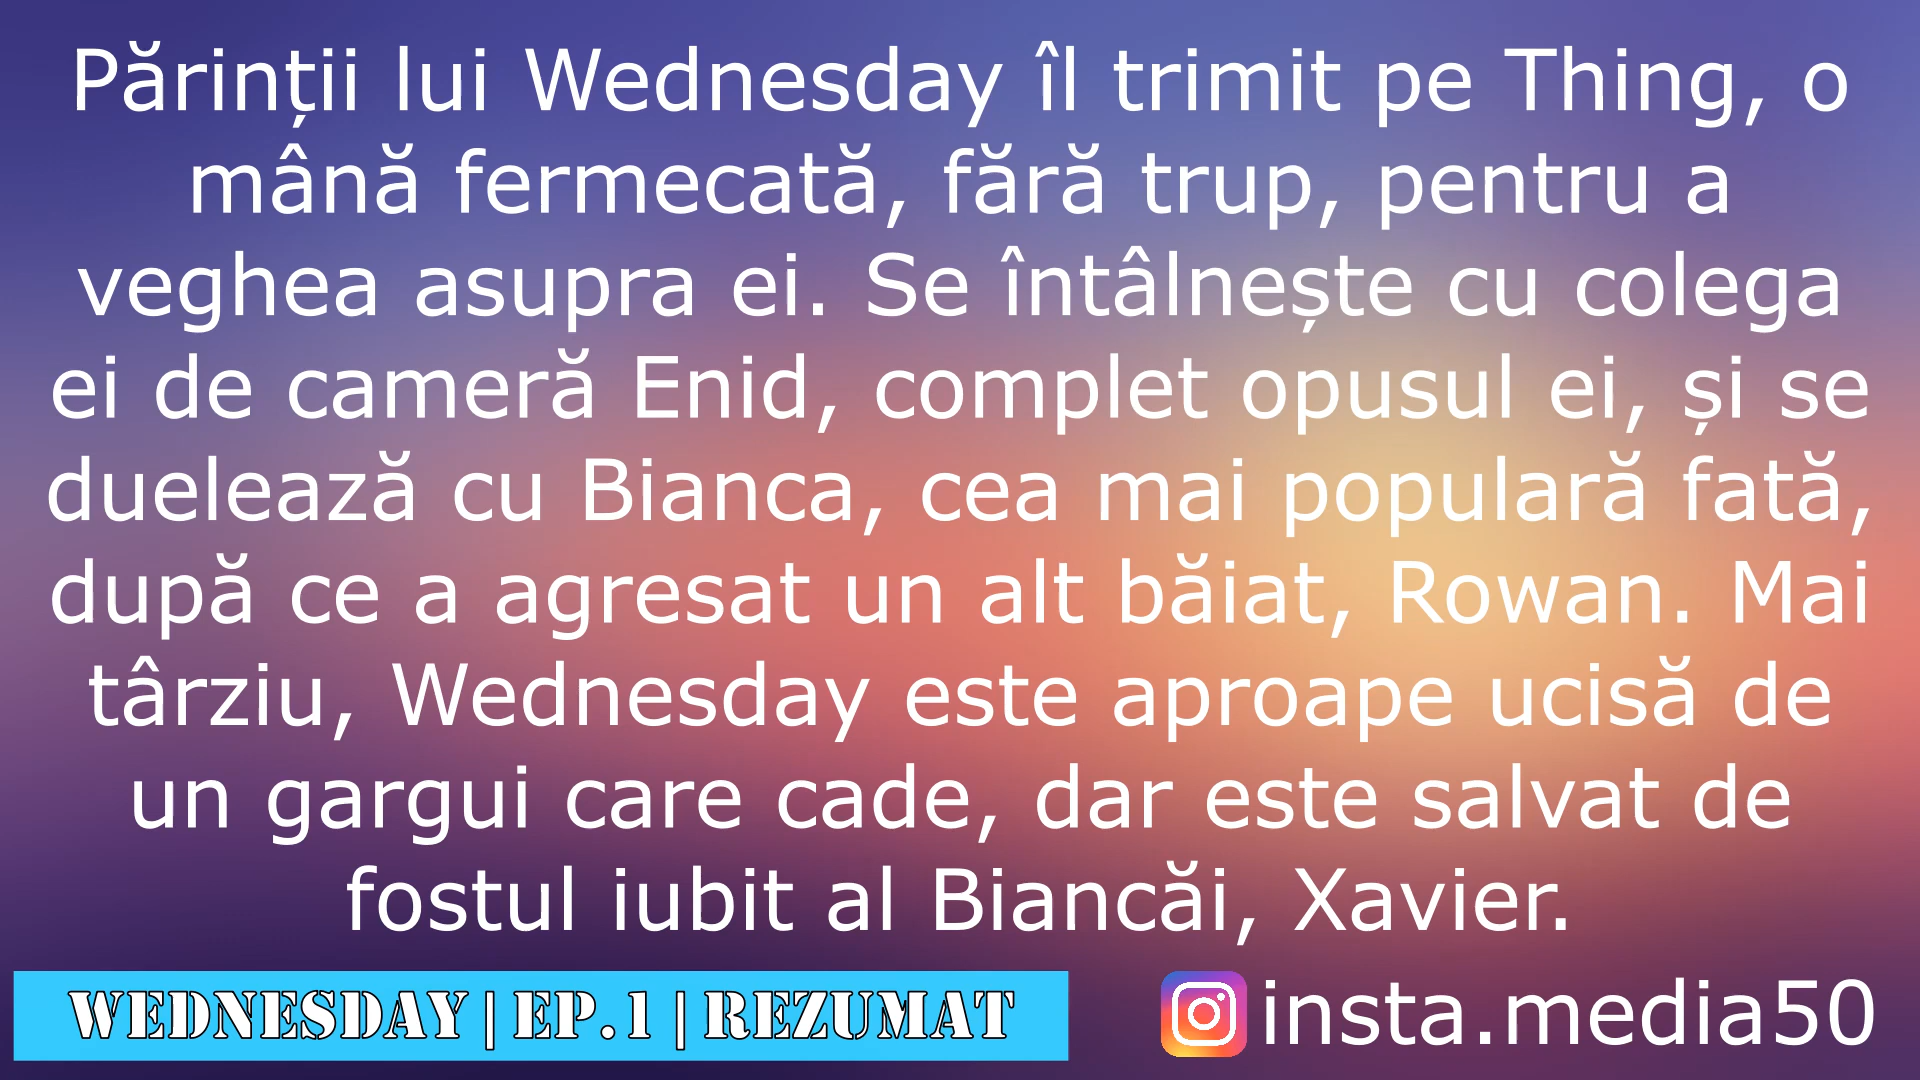 Părinții lui Wednesday îl trimit pe Thing, o
mână fermecată, fără trup, pentru a
veghea asupra ei. Se întâlnește cu colega
ei de cameră Enid, complet opusul ei, și se
duelează cu Bianca, cea mai populară fată,
după ce a agresat un alt băiat, Rowan. Mai
târziu, Wednesday este aproape ucisă de
un gargui care cade, dar este salvat de
fostul iubit al Biancăi, Xavier.
WEDNESDAY | EP.1 | REZUMAT
insta.media50